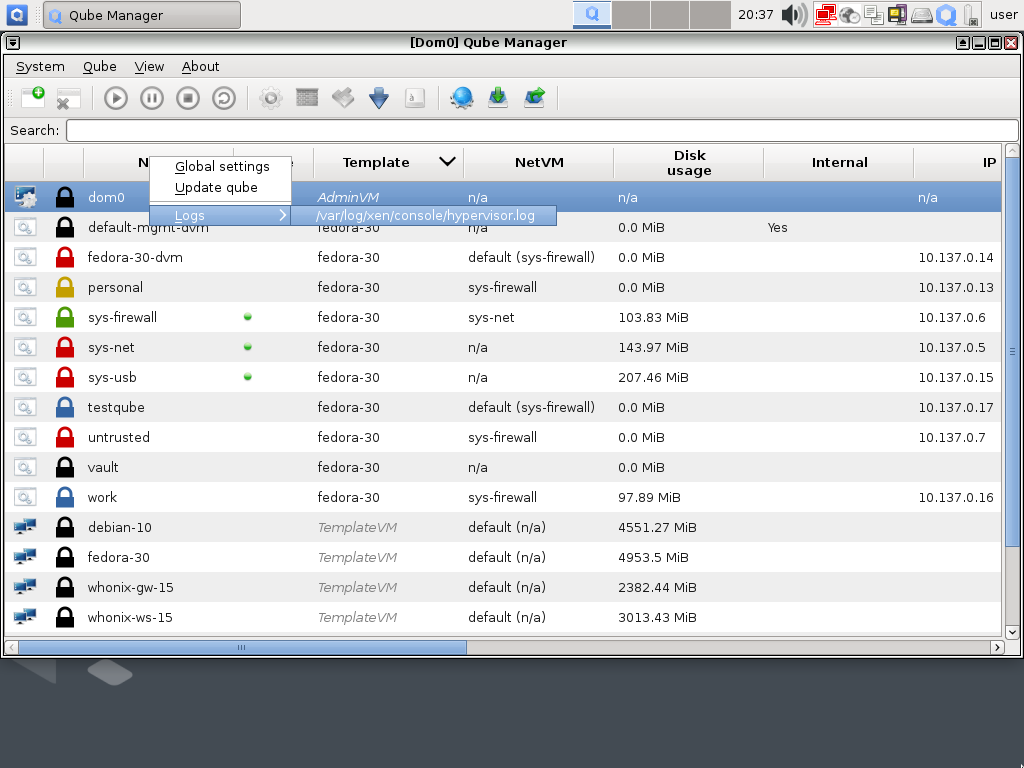 Qube Manager 20:37 user
[Dom0] Qube Manager
System Qube View About
Search:
N Template NetVM Disk usage Internal IP
Global settings
Update qube
Logs /var/log/xen/console/hypervisor.log
dom0 AdminVM n/a n/a n/a
default-mgmt-dvm fedora-30 n/a 0.0 MiB Yes
fedora-30-dvm fedora-30 default (sys-firewall) 0.0 MiB 10.137.0.14
personal fedora-30 sys-firewall 0.0 MiB 10.137.0.13
sys-firewall fedora-30 sys-net 103.83 MiB 10.137.0.6
sys-net fedora-30 n/a 143.97 MiB 10.137.0.5
sys-usb fedora-30 n/a 207.46 MiB 10.137.0.15
testqube fedora-30 default (sys-firewall) 0.0 MiB 10.137.0.17
untrusted fedora-30 sys-firewall 0.0 MiB 10.137.0.7
vault fedora-30 n/a 0.0 MiB
work fedora-30 sys-firewall 97.89 MiB 10.137.0.16
debian-10 TemplateVM default (n/a) 4551.27 MiB
fedora-30 TemplateVM default (n/a) 4953.5 MiB
whonix-gw-15 TemplateVM default (n/a) 2382.44 MiB
whonix-ws-15 TemplateVM default (n/a) 3013.43 MiB